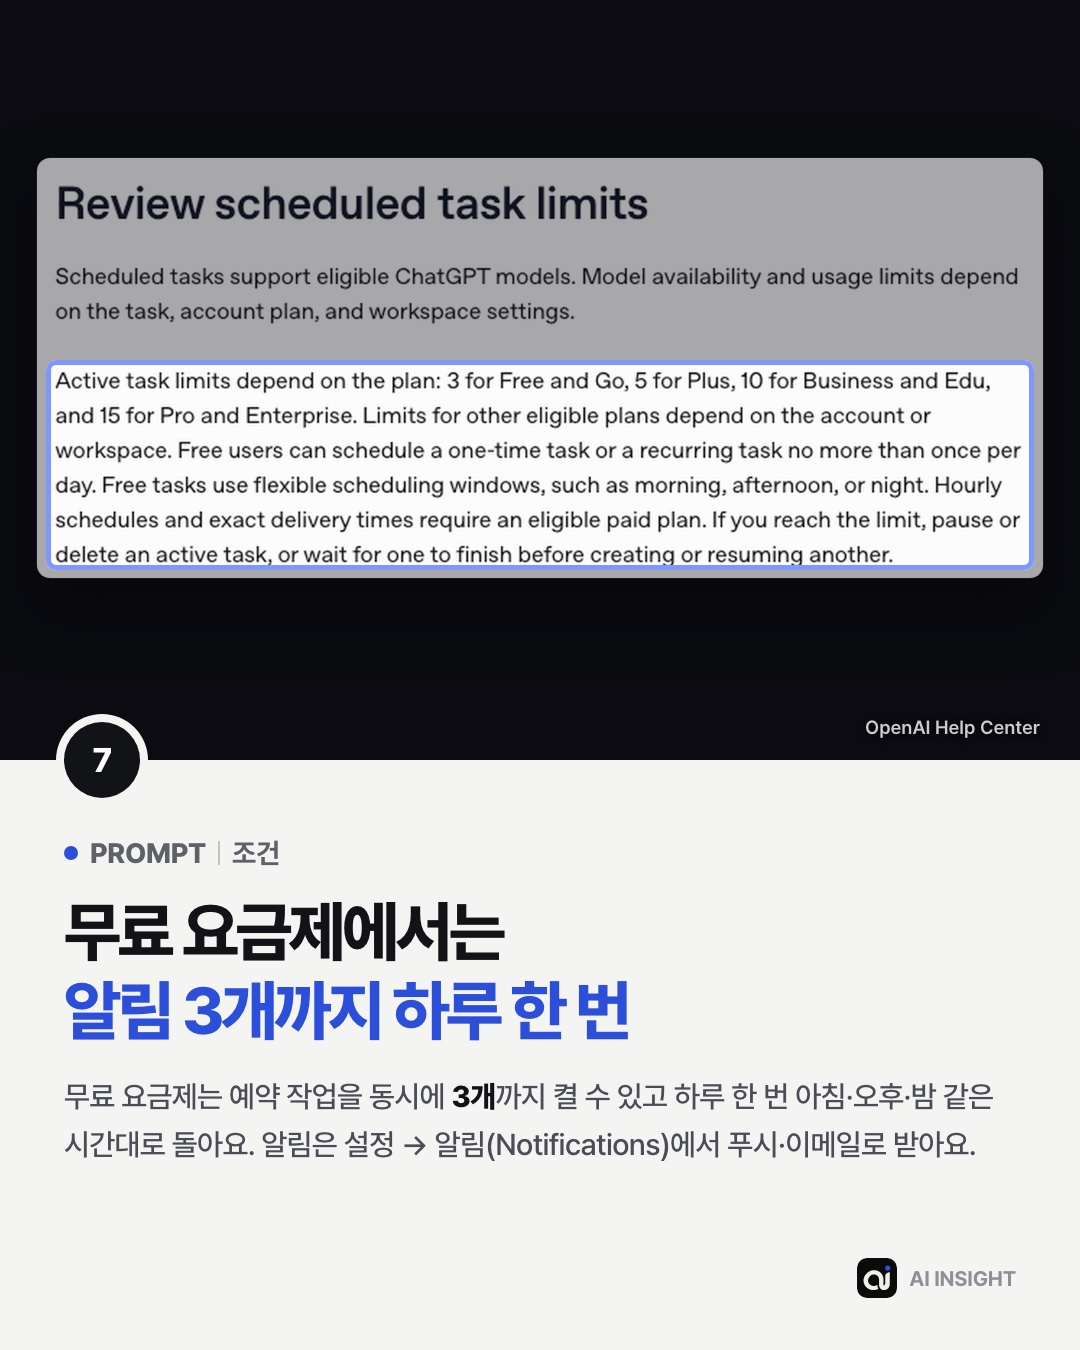 Review scheduled task limits
Scheduled tasks support eligible ChatGPT models. Model availability and usage limits depend
on the task, account plan, and workspace settings.
Active task limits depend on the plan: 3 for Free and Go, 5 for Plus, 10 for Business and Edu,
and 15 for Pro and Enterprise. Limits for other eligible plans depend on the account or
workspace. Free users can schedule a one-time task or a recurring task no more than once per
day. Free tasks use flexible scheduling windows, such as morning, afternoon, or night. Hourly
schedules and exact delivery times require an eligible paid plan. If you reach the limit, pause or
delete an active task, or wait for one to finish before creating or resuming another.
OpenAI Help Center
7
PROMPT | 조건
무료 요금제에서는
알림 3개까지 하루 한 번
무료 요금제는 예약 작업을 동시에 3개까지 켤 수 있고 하루 한 번 아침·오후·밤 같은
시간대로 돌아요. 알림은 설정 → 알림(Notifications)에서 푸시·이메일로 받아요.
ai AI INSIGHT